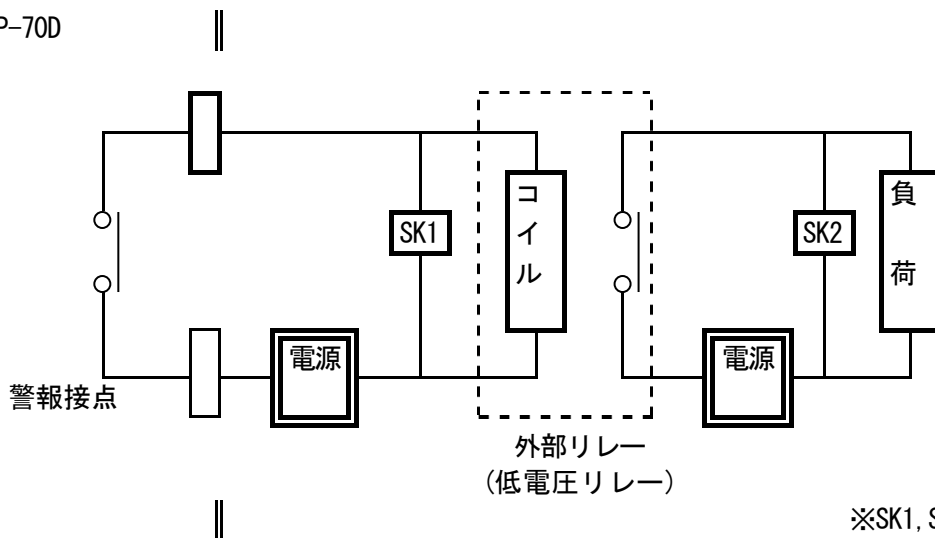 P-70D
SK1
コイル
SK2
負荷
電源
電源
警報接点
外部リレー
(低電圧リレー)
※SK1, S